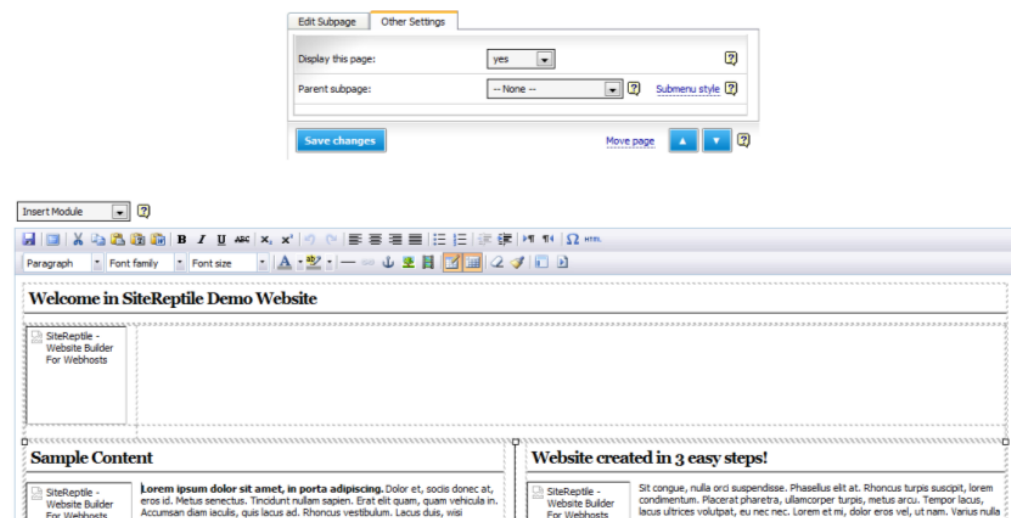 Edit Subpage Other Settings
Display this page: yes
Parent subpage: -- None -- Submenu style
Save changes Move page
Insert Module
B I U ABC x, x² HTML
Paragraph Font family Font size A ab
Welcome in SiteReptile Demo Website
SiteReptile -
Website Builder
For Webhosts
Sample Content
Website created in 3 easy steps!
SiteReptile -
Website Builder
For Webhosts
Lorem ipsum dolor sit amet, in porta adipiscing. Dolor et, sociis donec at,
eros id. Metus senectus. Tincidunt nullam sapien. Erat elit quam, quam vehicula in.
Accumsan diam iaculis, quis lacus ad. Rhoncus vestibulum. Lacus duis, wisi
SiteReptile -
Website Builder
For Webhosts
Sit congue, nulla orci suspendisse. Phasellus elit at. Rhoncus turpis suscipit, lorem
condimentum. Placerat pharetra, ullamcorper turpis, metus arcu. Tempor lacus,
lacus ultrices volutpat, eu nec nec. Lorem et mi, dolor eros vel, ut nam. Varius nulla